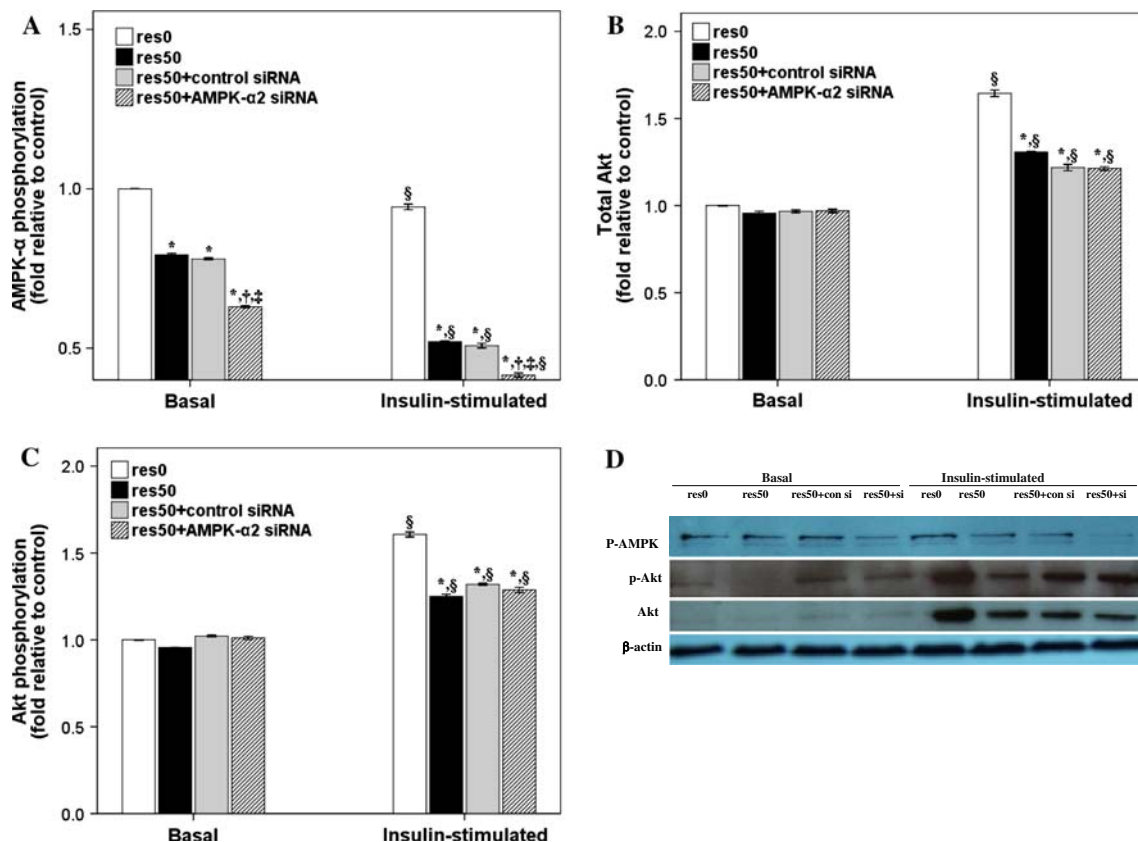 A
AMPK-α phosphorylation
(fold relative to control)
1.5
1.0
0.5
res0
res50
res50+control siRNA
res50+AMPK-α2 siRNA
*
*
*,†,‡
§
*,§
*,§
*,†,‡,§
Basal
Insulin-stimulated
B
Total Akt
(fold relative to control)
2.0
1.5
1.0
0.5
0.0
res0
res50
res50+control siRNA
res50+AMPK-α2 siRNA
§
*,§
*,§
*,§
Basal
Insulin-stimulated
C
Akt phosphorylation
(fold relative to control)
2.0
1.5
1.0
0.5
0.0
res0
res50
res50+control siRNA
res50+AMPK-α2 siRNA
§
*,§
*,§
*,§
Basal
Insulin-stimulated
D
Basal Insulin-stimulated
res0 res50 res50+con si res50+si res0 res50 res50+con si res50+si
P-AMPK
p-Akt
Akt
β-actin